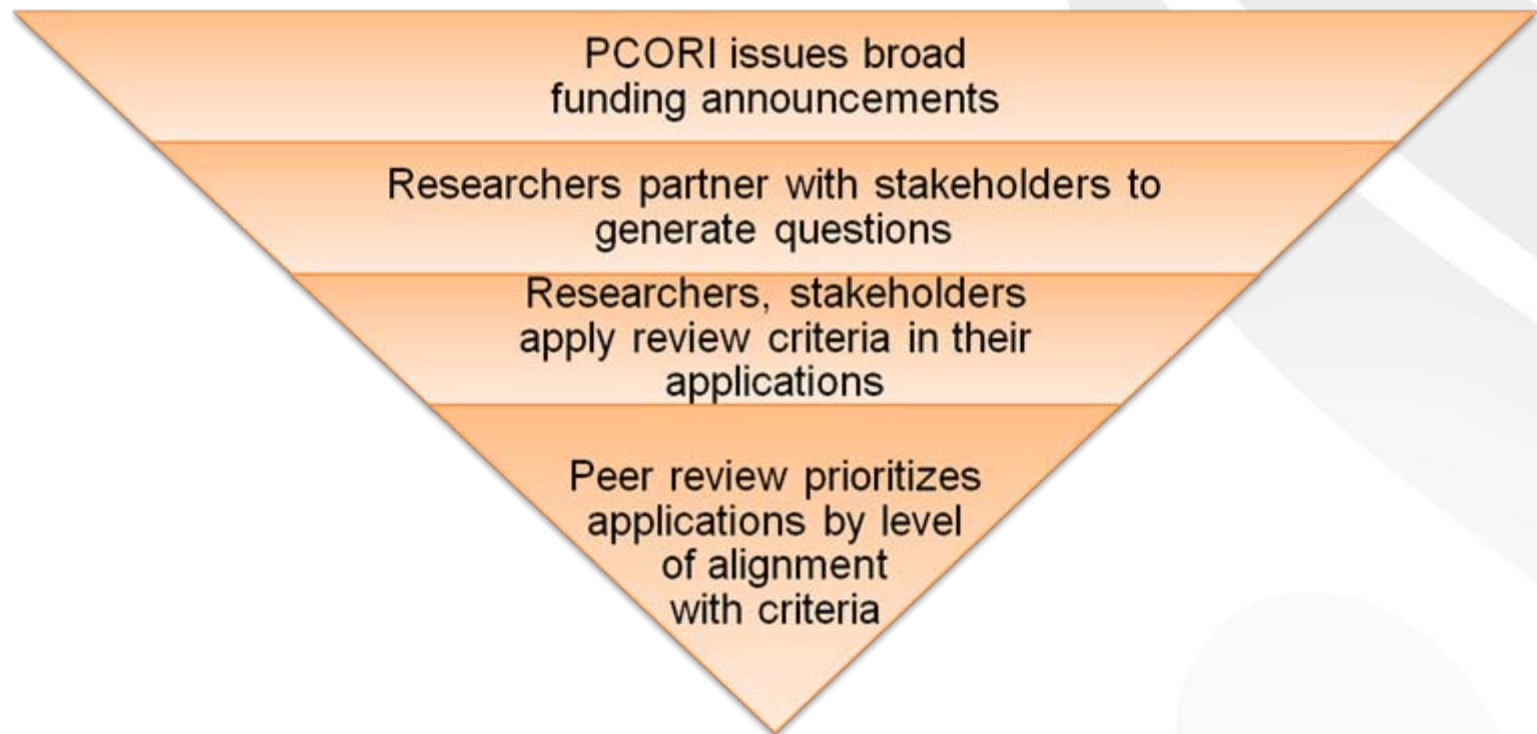 PCORI issues broad
funding announcements
Researchers partner with stakeholders to
generate questions
Researchers, stakeholders
apply review criteria in their
applications
Peer review prioritizes
applications by level
of alignment
with criteria